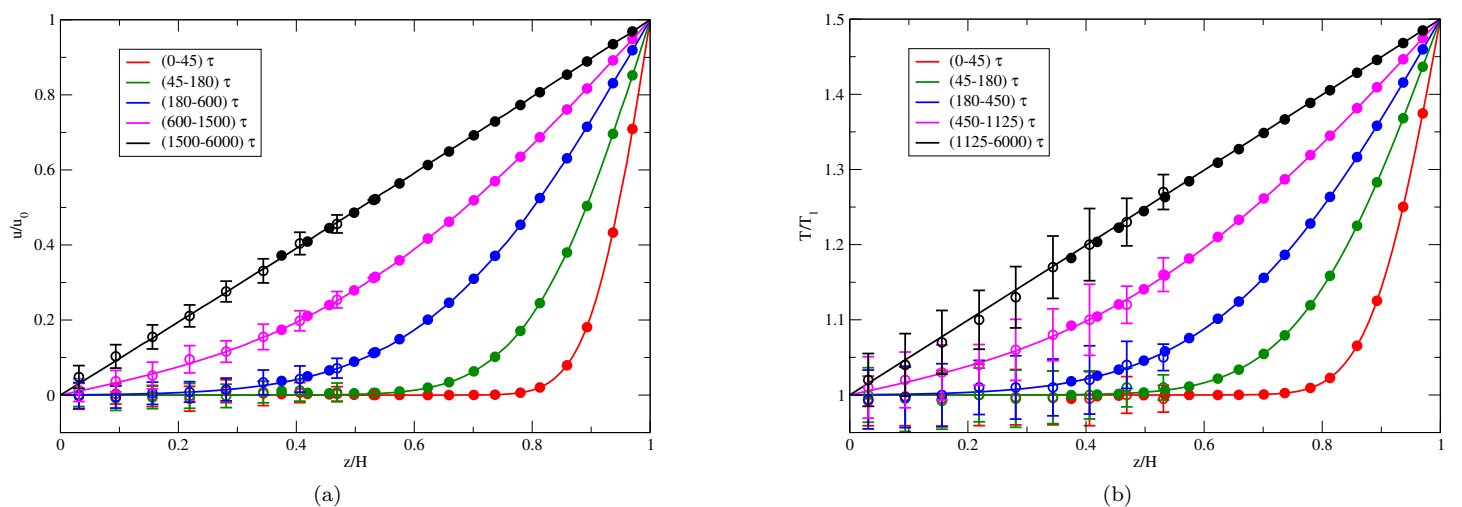 1
0.8
0.6
0.4
0.2
0
u/u₀
(0-45) τ
(45-180) τ
(180-600) τ
(600-1500) τ
(1500-6000) τ
0 0.2 0.4 0.6 0.8 1
z/H
(a)
1.5
1.4
1.3
1.2
1.1
1
T/T₁
(0-45) τ
(45-180) τ
(180-450) τ
(450-1125) τ
(1125-6000) τ
0 0.2 0.4 0.6 0.8 1
z/H
(b)